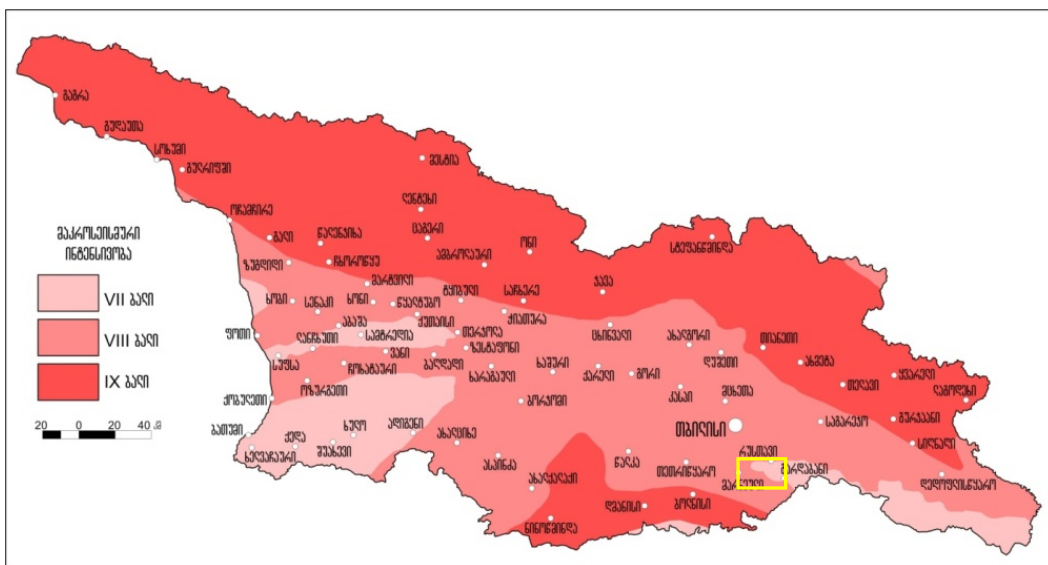 გაგრა
გუდაუთა
სოხუმი
გულრიფში
მესტია
ლენტეხი
ოჩამჩირე
გალი
წალენჯიხა
ცაგერი
ონი
სტეფანწმინდა
ამბროლაური
ზუგდიდი
ჩხოროწყუ
ჯავა
მარტვილი
ტყიბული
საჩხერე
ხობი
სენაკი
ხონი
წყალტუბო
ქუთაისი
ჭიათურა
აბაშა
სამტრედია
ფოთი
ლანჩხუთი
თერჯოლა
ზესტაფონი
ცხინვალი
ახალგორი
თიანეთი
დუშეთი
ახმეტა
სუფსა
ვანი
ბაღდადი
ხარაგაული
ხაშური
ქარელი
გორი
ჩოხატაური
ოზურგეთი
ყვარელი
თელავი
ლაგოდეხი
კასპი
მცხეთა
ქობულეთი
ბორჯომი
თბილისი
საგარეჯო
გურჯაანი
ბათუმი
ქედა
ხულო
ადიგენი
ახალციხე
სიღნაღი
ხელვაჩაური
შუახევი
ასპინძა
წალკა
თეთრიწყარო
რუსთავი
გარდაბანი
დედოფლისწყარო
მარნეული
ახალქალაქი
ბოლნისი
დმანისი
ნინოწმინდა
მაკროსეისმური
ინტენსივობა
VII ბალი
VIII ბალი
IX ბალი
20 0 20 40 კმ